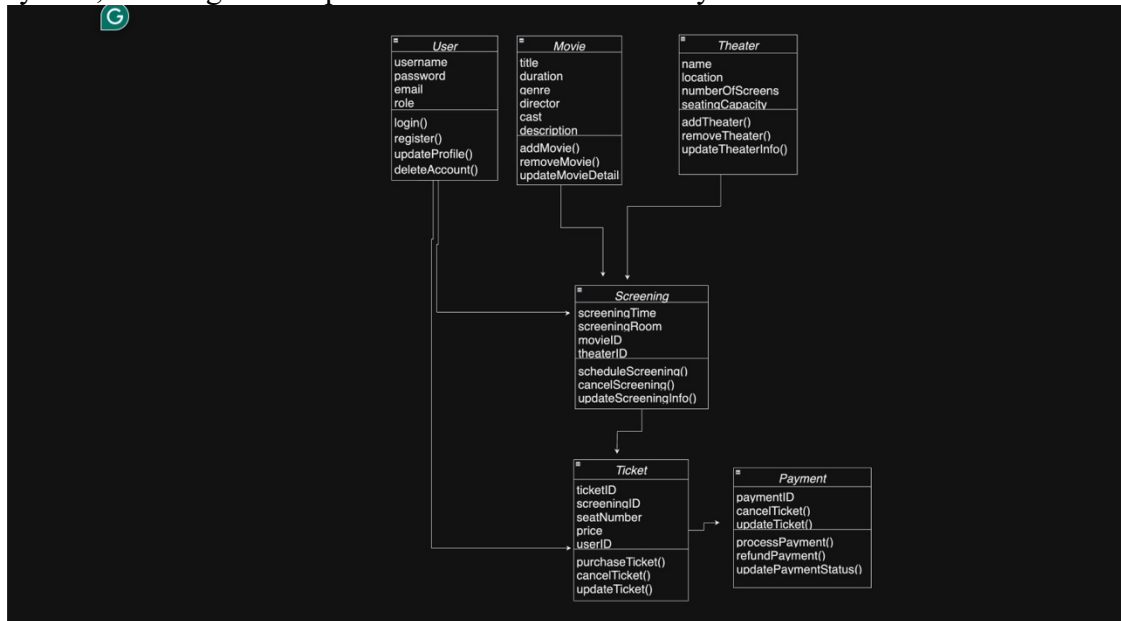 G
User
username
password
email
role
login()
register()
updateProfile()
deleteAccount()
Movie
title
duration
genre
director
cast
description
addMovie()
removeMovie()
updateMovieDetail
Theater
name
location
numberOfScreens
seatingCapacity
addTheater()
removeTheater()
updateTheaterInfo()
Screening
screeningTime
screeningRoom
movieID
theaterID
scheduleScreening()
cancelScreening()
updateScreeningInfo()
Ticket
ticketID
screeningID
seatNumber
price
userID
purchaseTicket()
cancelTicket()
updateTicket()
Payment
paymentID
cancelTicket()
updateTicket()
processPayment()
refundPayment()
updatePaymentStatus()